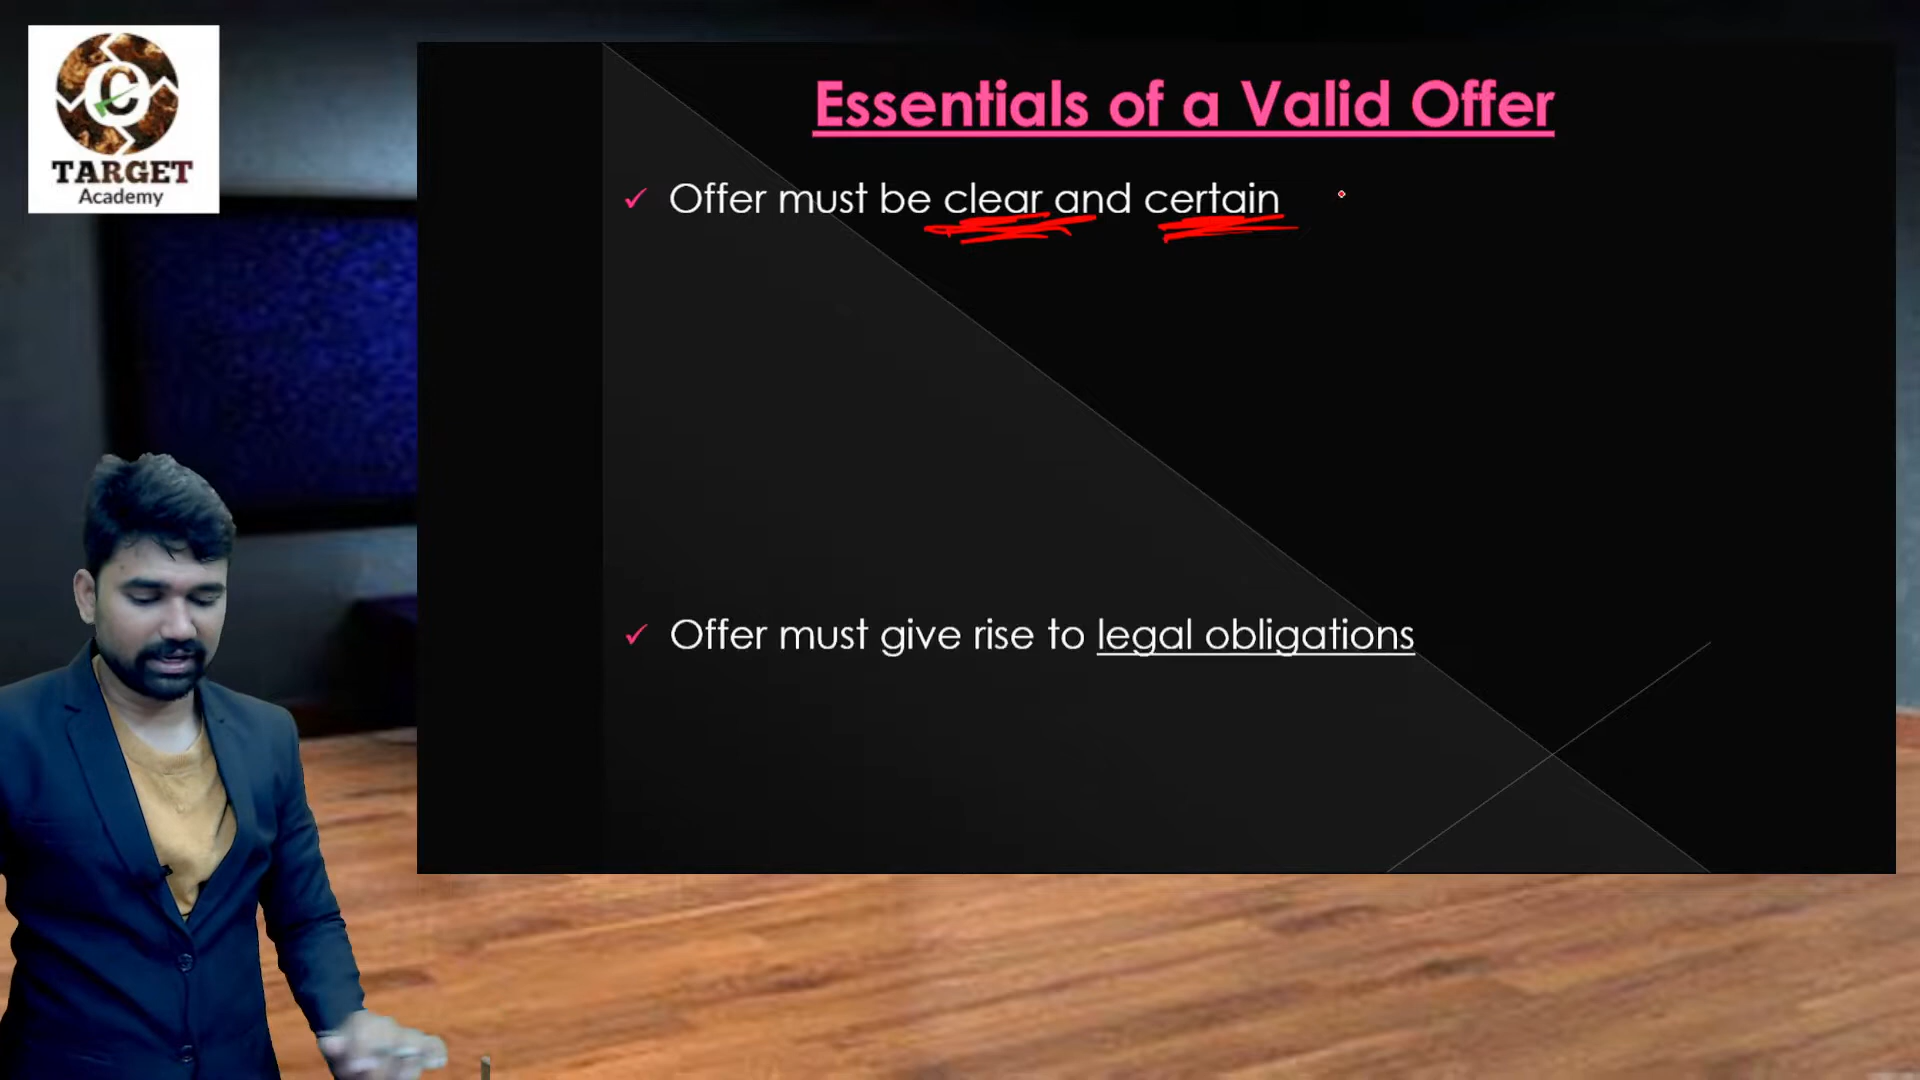 C
TARGET
Academy
Essentials of a Valid Offer
✓ Offer must be clear and certain
✓ Offer must give rise to legal obligations